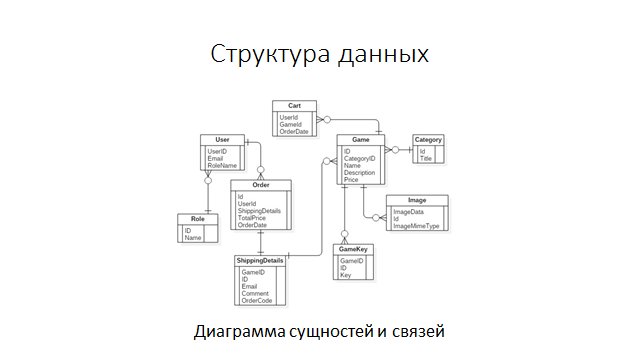 Структура данных
Cart
UserId
GameId
OrderDate
User
UserID
Email
RoleName
Game
ID
CategoryID
Name
Description
Price
Category
Id
Title
Order
Id
UserId
ShippingDetails
TotalPrice
OrderDate
Image
ImageData
Id
ImageMimeType
Role
ID
Name
GameKey
GameID
ID
Key
ShippingDetails
GameID
ID
Email
Comment
OrderCode
Диаграмма сущностей и связей